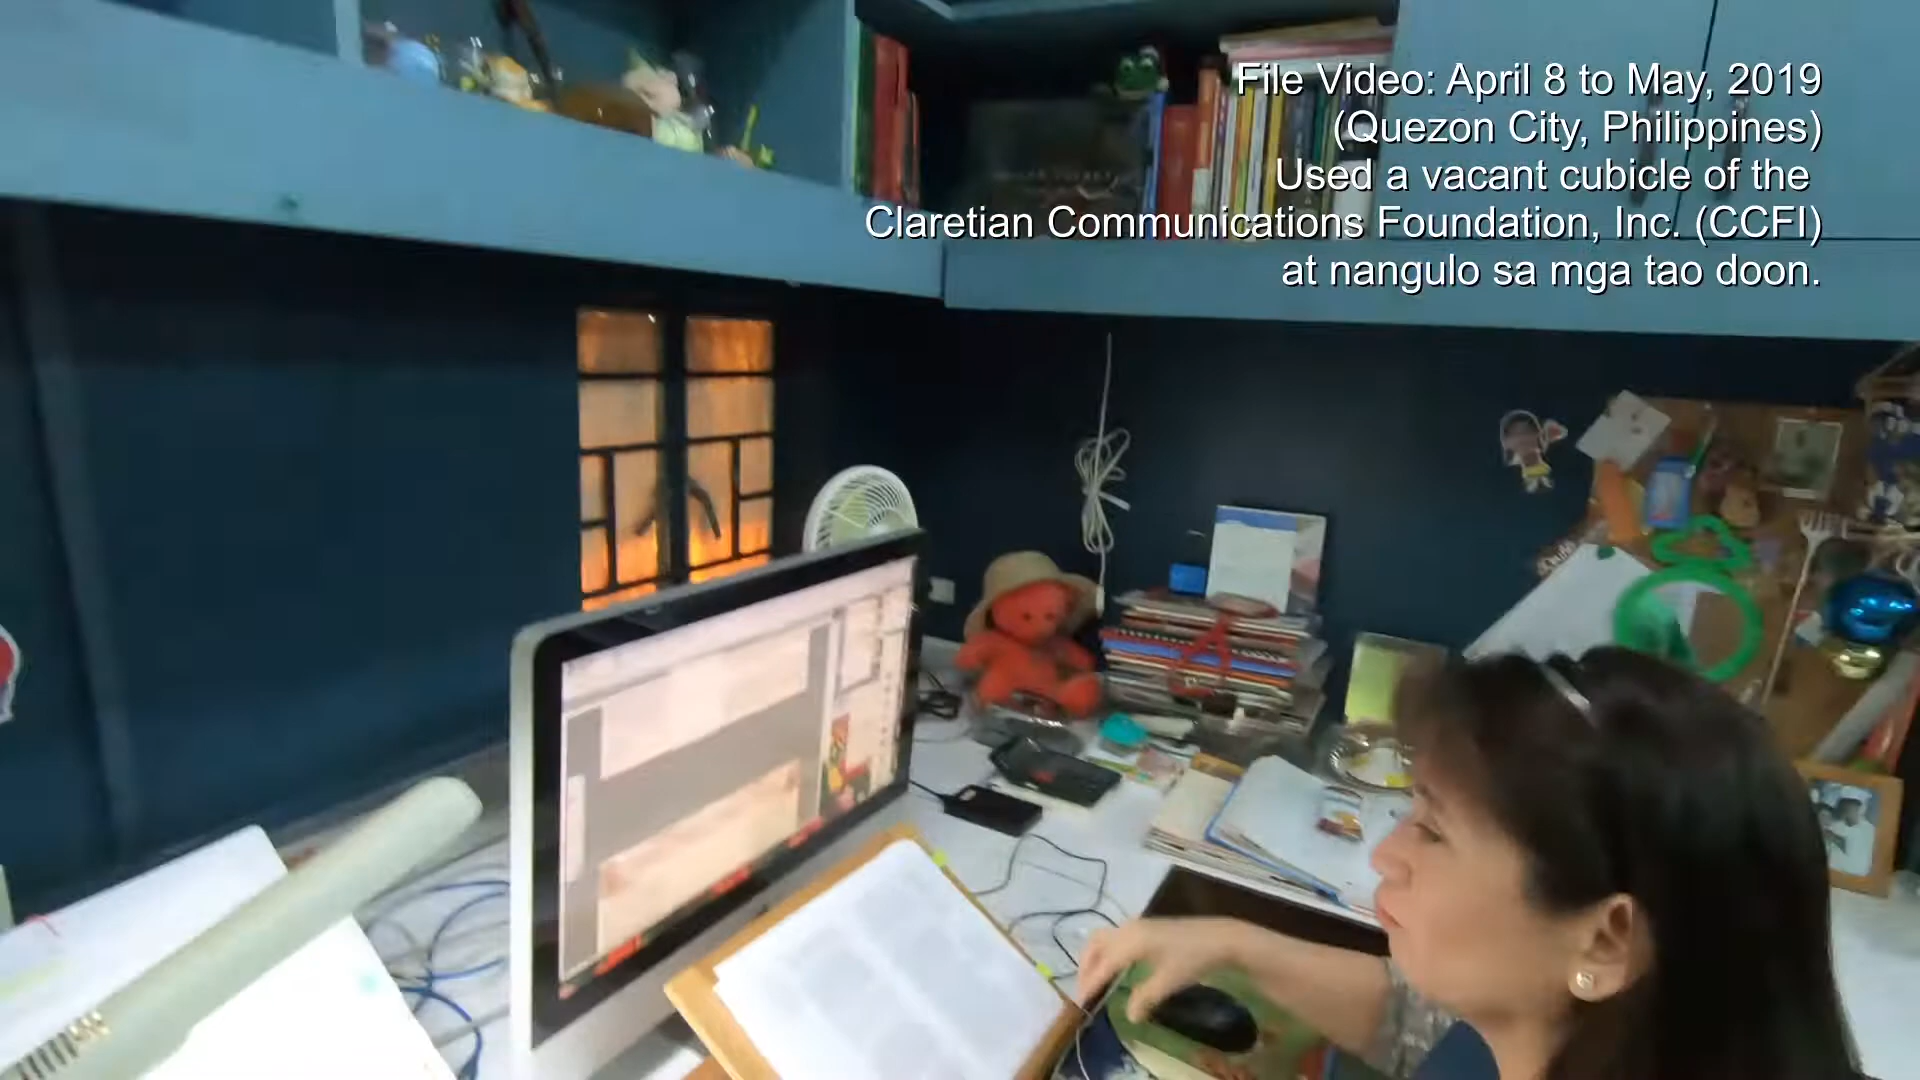 File Video: April 8 to May, 2019
(Quezon City, Philippines)
Used a vacant cubicle of the
Claretian Communications Foundation, Inc. (CCFI)
at nangulo sa mga tao doon.